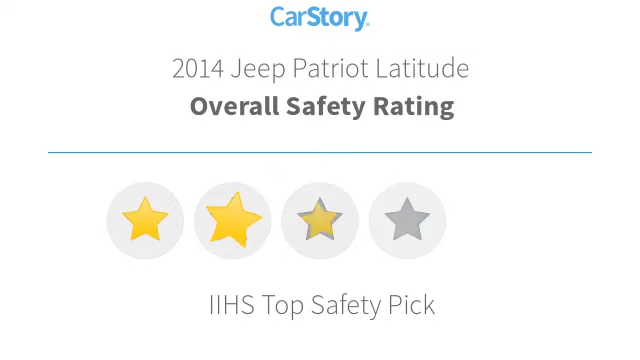 CarStory®
2014 Jeep Patriot Latitude
Overall Safety Rating
IIHS Top Safety Pick